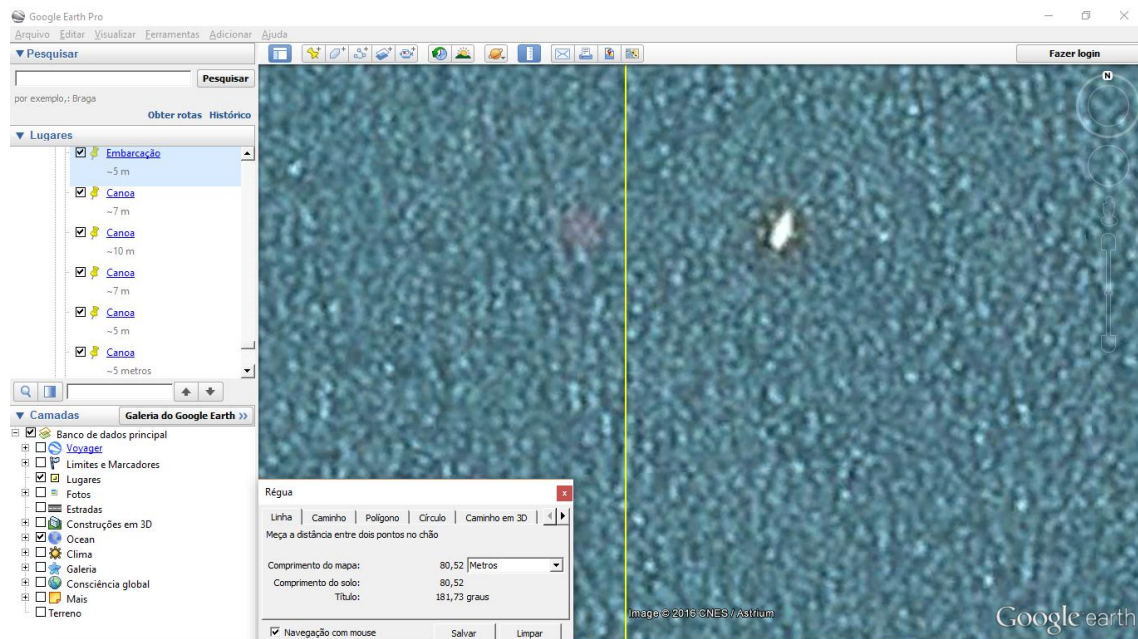 Google Earth Pro
Arquivo Editar Visualizar Ferramentas Adicionar Ajuda
Pesquisar
Fazer login
Pesquisar
por exemplo,: Braga
Obter rotas Histórico
Lugares
Embarcação
~5 m
Canoa
~7 m
Canoa
~10 m
Canoa
~7 m
Canoa
~5 m
Canoa
~5 metros
Camadas
Galeria do Google Earth >>
Banco de dados principal
Voyager
Limites e Marcadores
Lugares
Fotos
Estradas
Construções em 3D
Ocean
Clima
Galeria
Consciência global
Mais
Terreno
N
Régua
x
Linha Caminho Polígono Círculo Caminho em 3D
Meça a distância entre dois pontos no chão
Comprimento do mapa: 80,52 Metros
Comprimento do solo: 80,52
Título: 181,73 graus
Navegação com mouse Salvar Limpar
Image © 2016 CNES / Astrium
Google earth